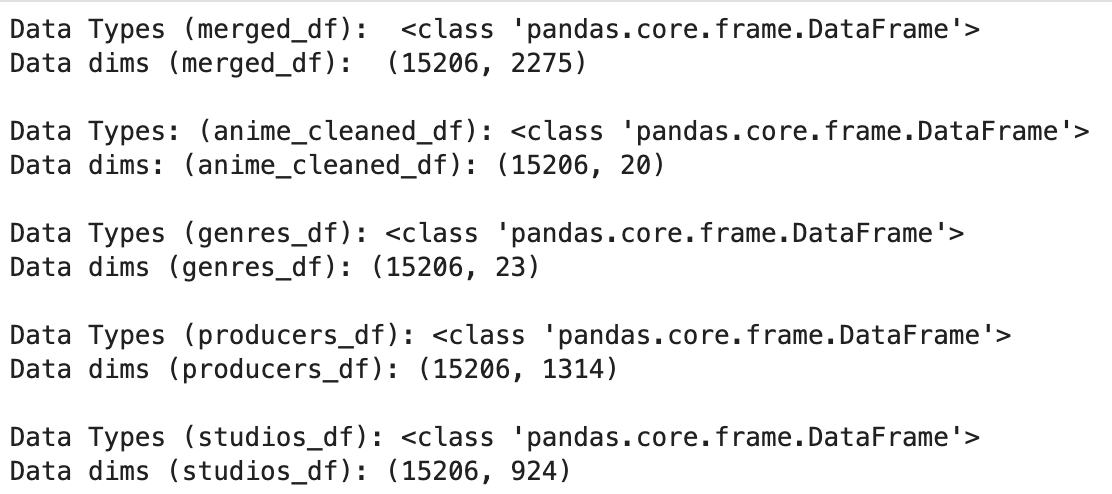 Data Types (merged_df):  <class 'pandas.core.frame.DataFrame'>
Data dims (merged_df):  (15206, 2275)
Data Types: (anime_cleaned_df): <class 'pandas.core.frame.DataFrame'>
Data dims: (anime_cleaned_df): (15206, 20)
Data Types (genres_df): <class 'pandas.core.frame.DataFrame'>
Data dims (genres_df): (15206, 23)
Data Types (producers_df): <class 'pandas.core.frame.DataFrame'>
Data dims (producers_df): (15206, 1314)
Data Types (studios_df): <class 'pandas.core.frame.DataFrame'>
Data dims (studios_df): (15206, 924)